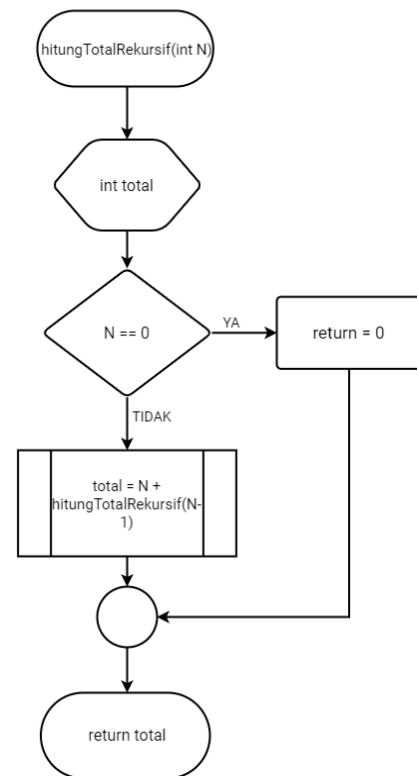 hitungTotalRekursif(int N)
int total
N == 0
YA
return = 0
TIDAK
total = N +
hitungTotalRekursif(N-
1)
return total